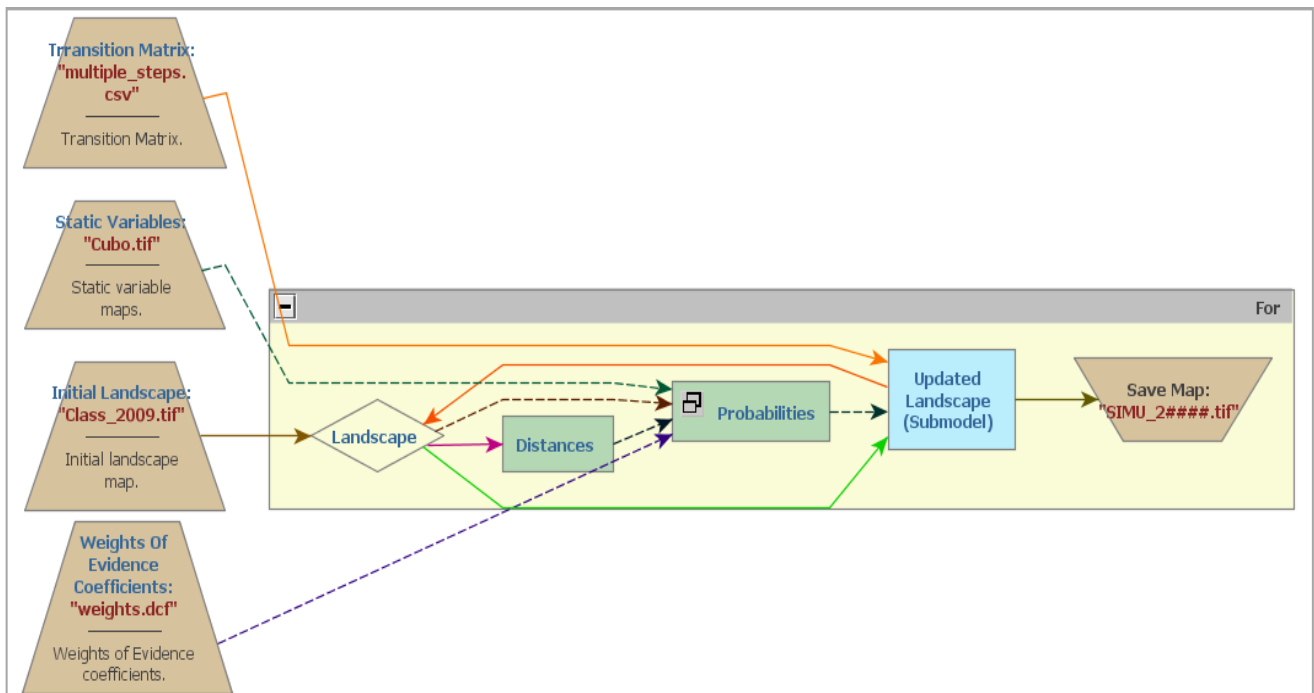 Trransition Matrix:
"multiple_steps.
csv"
Transition Matrix.
Static Variables:
"Cubo.tif"
Static variable
maps.
For
Initial Landscape:
"Class_2009.tif"
Initial landscape
map.
Landscape
Distances
Probabilities
Updated
Landscape
(Submodel)
Save Map:
"SIMU_2####.tif"
Weights Of
Evidence
Coefficients:
"weights.dcf"
Weights of Evidence
coefficients.